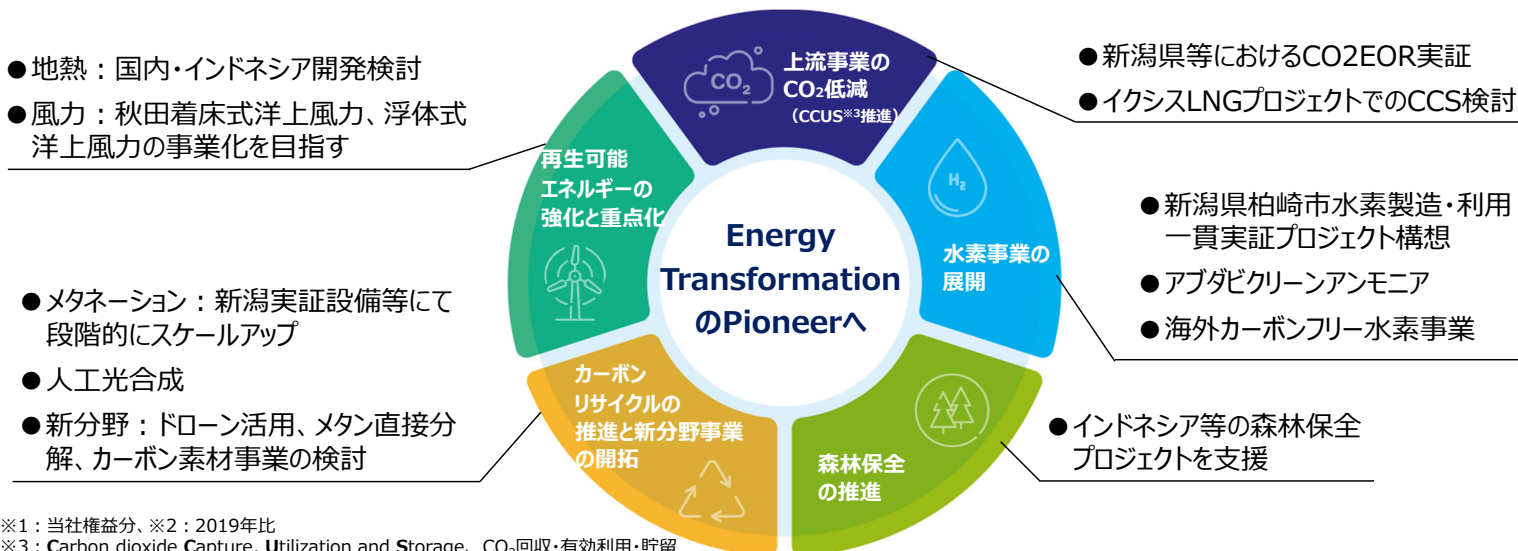 ●地熱：国内・インドネシア開発検討
●風力：秋田着床式洋上風力、浮体式
洋上風力の事業化を目指す
CO₂
上流事業の
CO₂低減
（CCUS※3推進）
●新潟県等におけるCO2EOR実証
●イクシスLNGプロジェクトでのCCS検討
再生可能
エネルギーの
強化と重点化
H₂
水素事業の
展開
●新潟県柏崎市水素製造・利用
一貫実証プロジェクト構想
●アブダビクリーンアンモニア
●海外カーボンフリー水素事業
Energy
Transformation
のPioneerへ
●メタネーション：新潟実証設備等にて
段階的にスケールアップ
●人工光合成
●新分野：ドローン活用、メタン直接分
解、カーボン素材事業の検討
カーボン
リサイクルの
推進と新分野事業
の開拓
森林保全
の推進
●インドネシア等の森林保全
プロジェクトを支援
※1：当社権益分、※2：2019年比
※3：Carbon dioxide Capture, Utilization and Storage、CO₂回収・有効利用・貯留